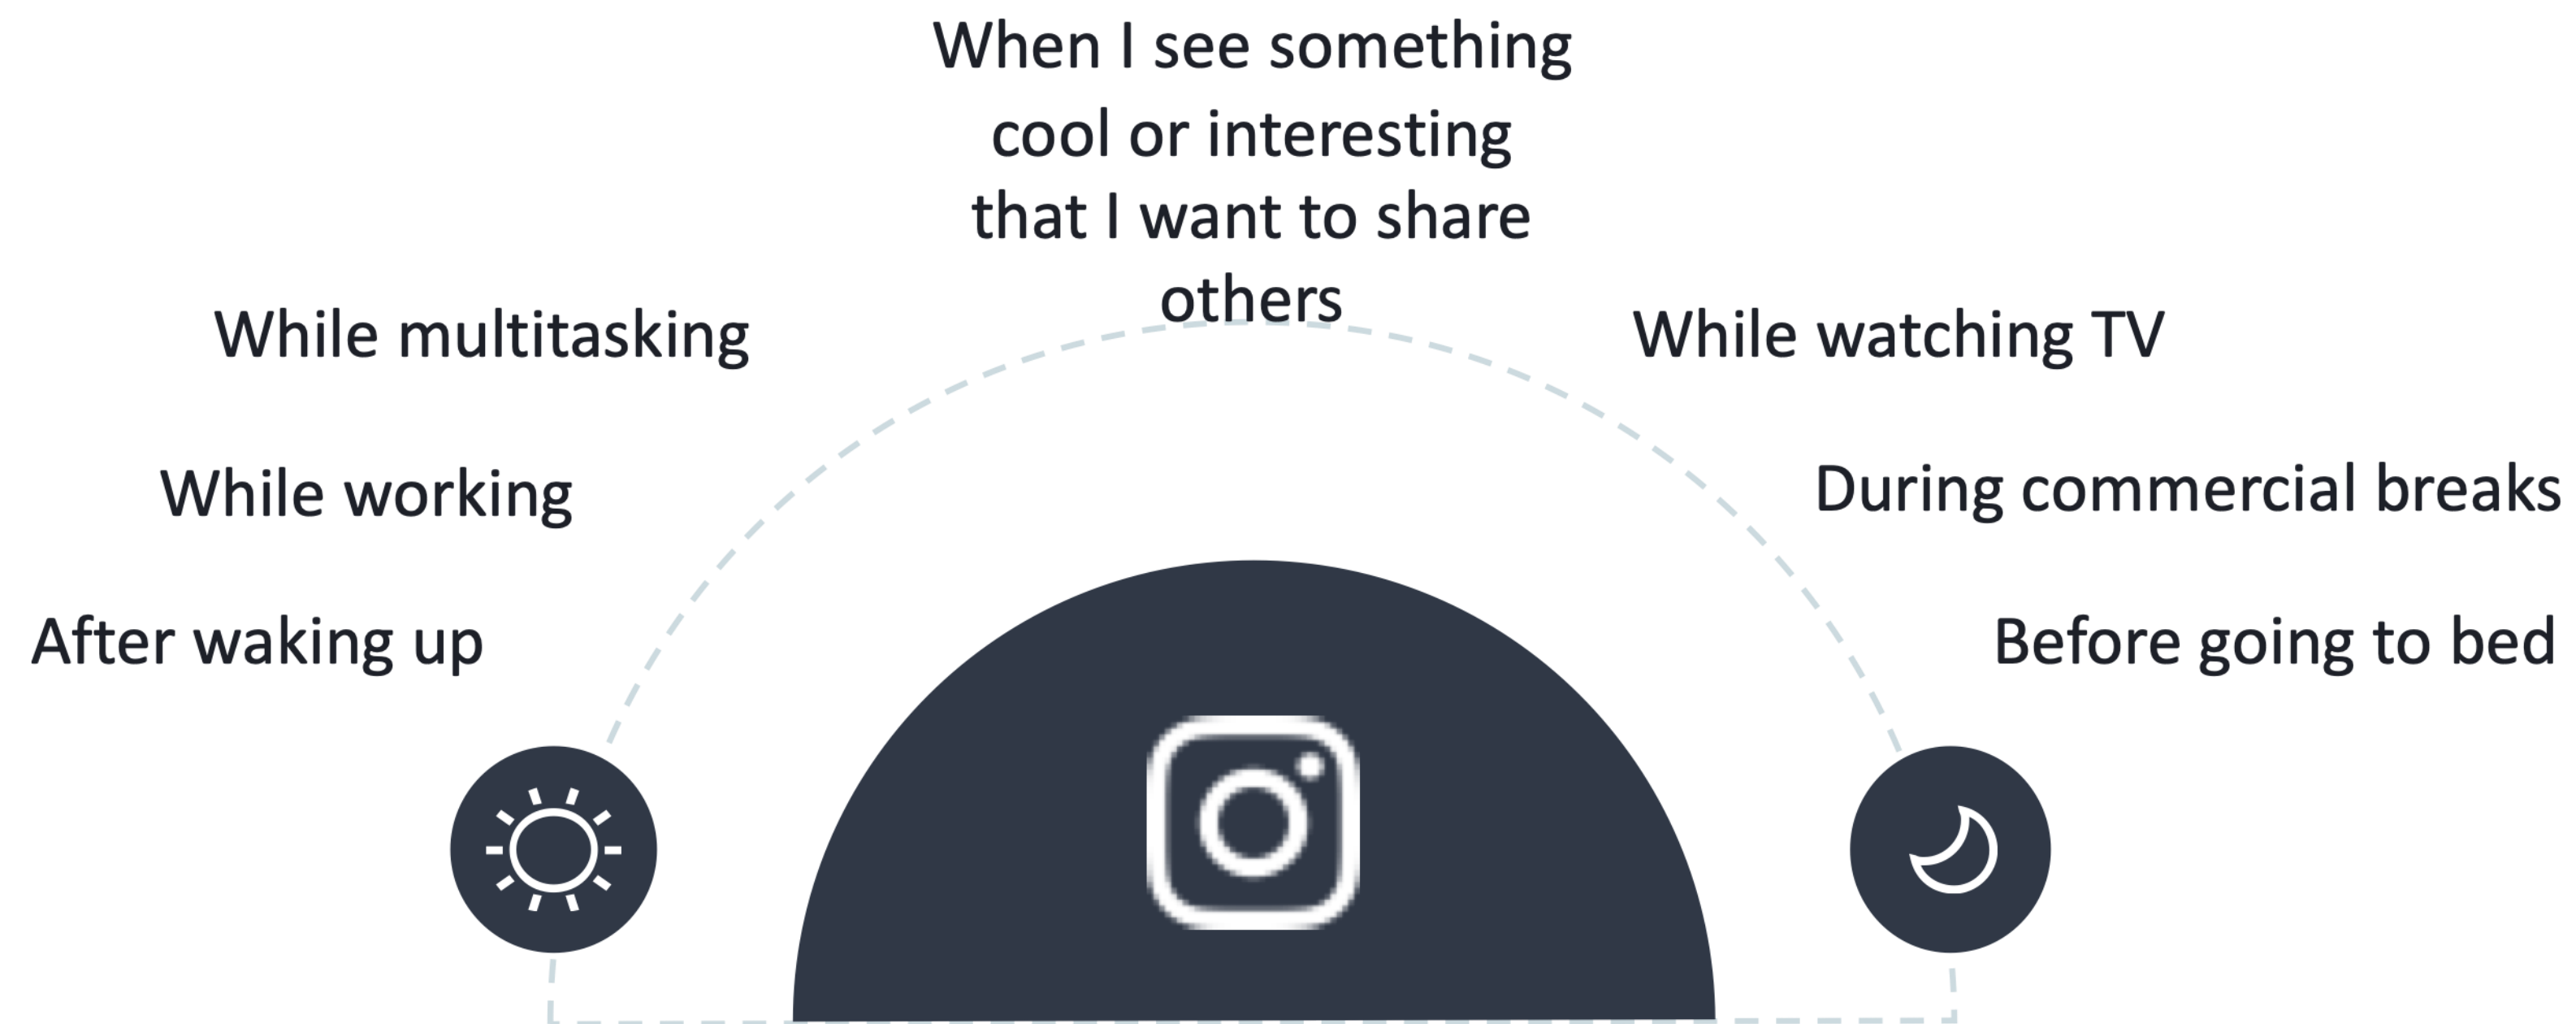 When I see something
cool or interesting
that I want to share
others
While multitasking
While watching TV
While working
During commercial breaks
After waking up
Before going to bed